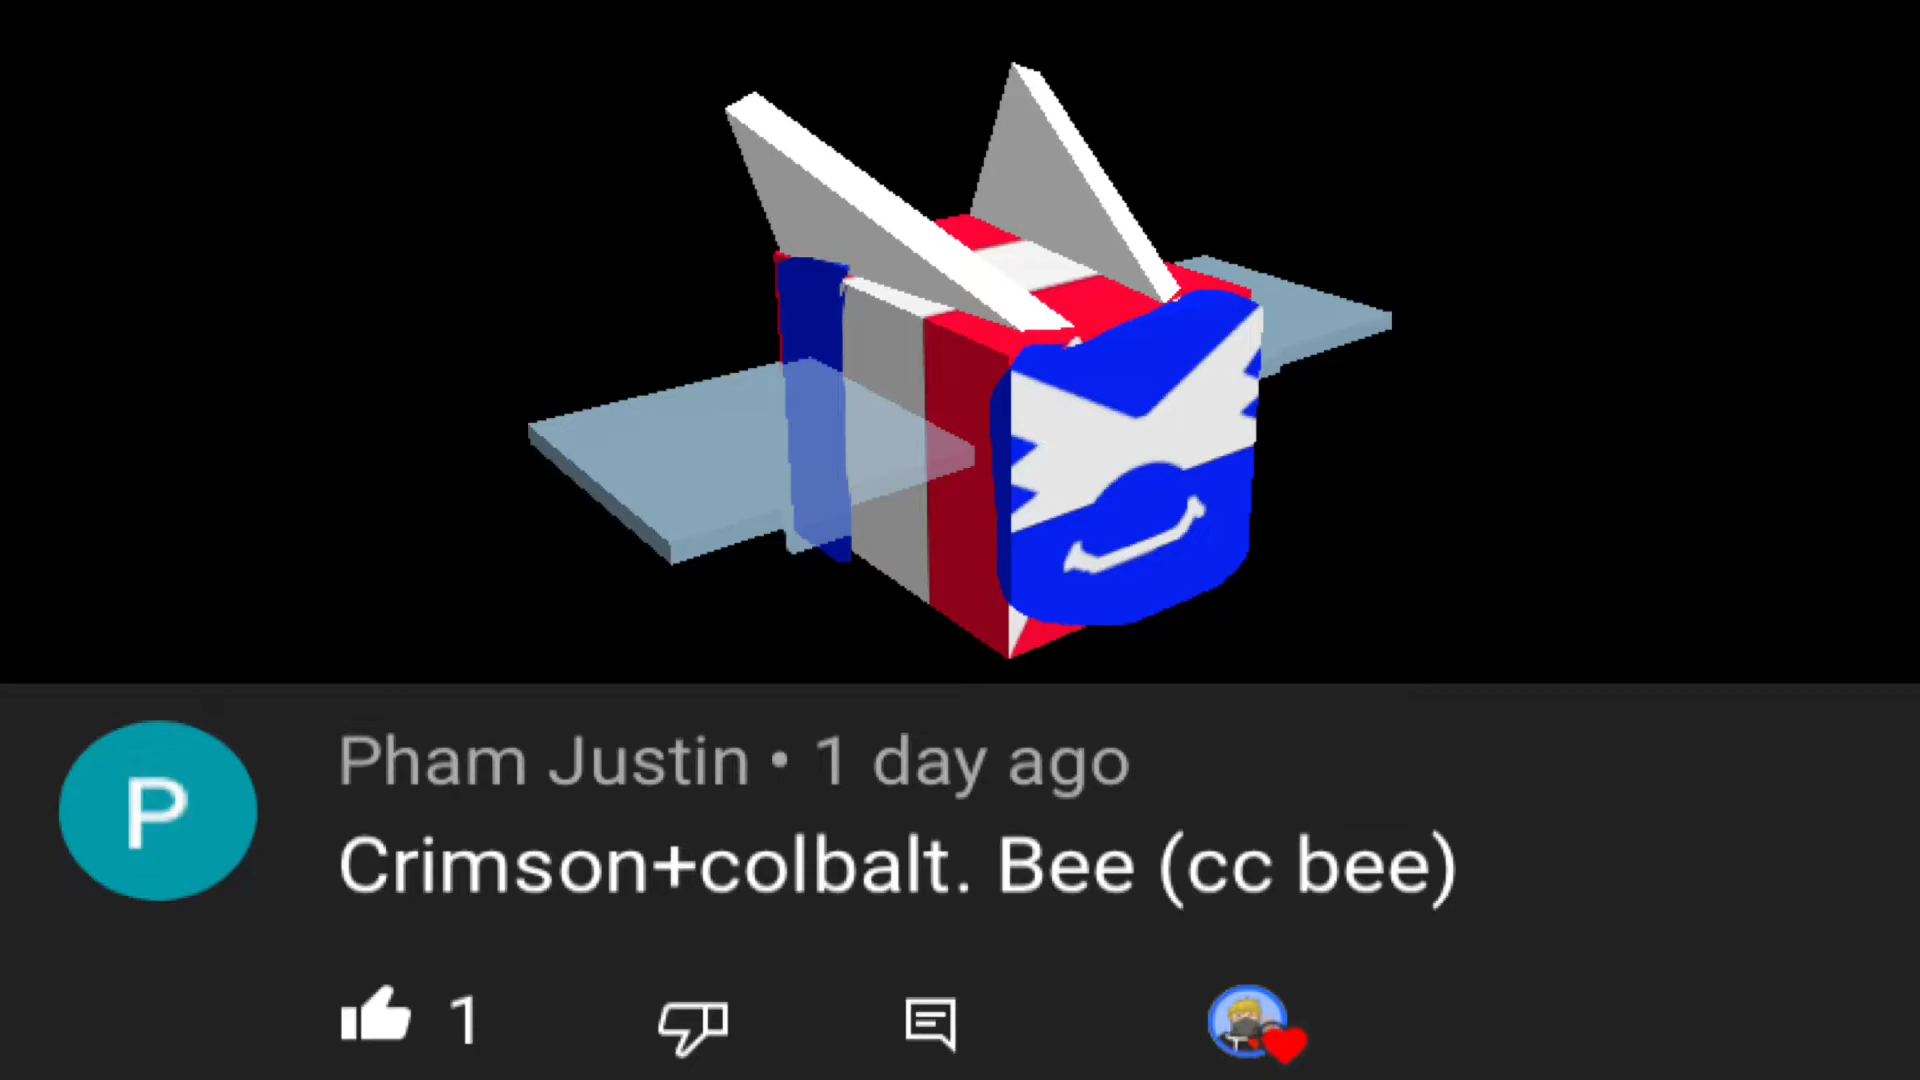 P
Pham Justin • 1 day ago
Crimson+colbalt. Bee (cc bee)
1